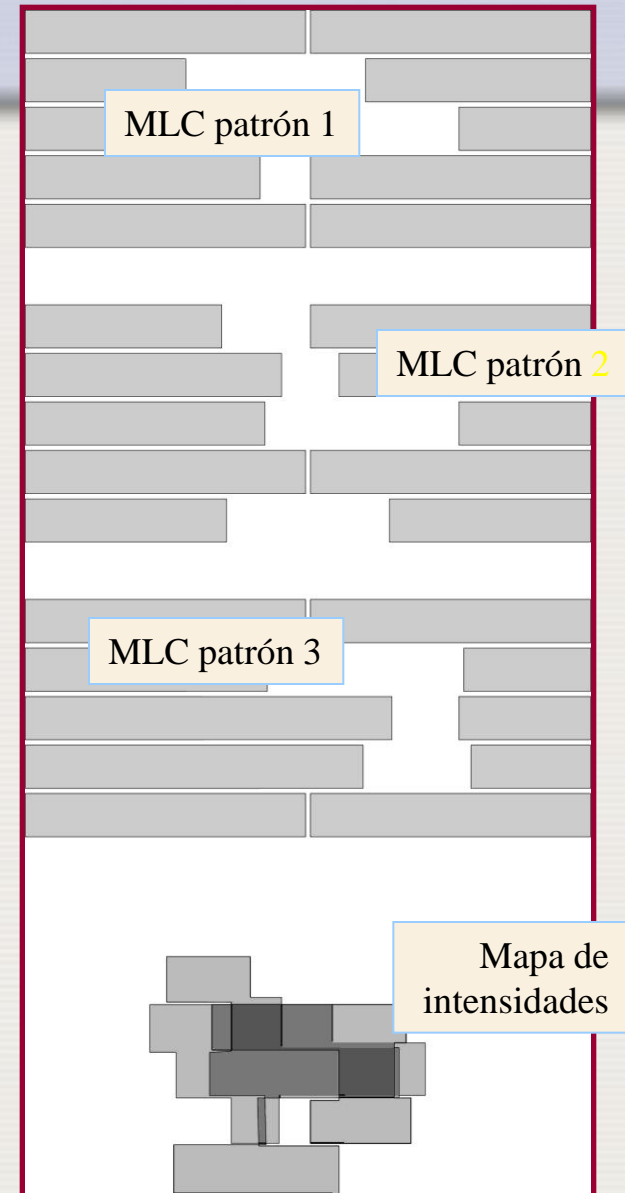 MLC patrón 1
MLC patrón 2
MLC patrón 3
Mapa de
intensidades